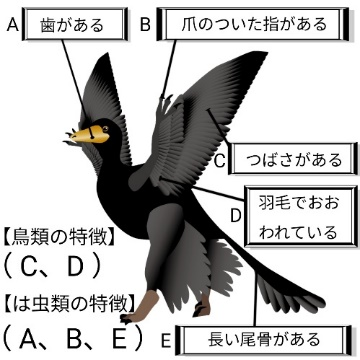 A 歯がある
B 爪のついた指がある
C つばさがある
D 羽毛でおお
われている
【鳥類の特徴】
（C、D）
【は虫類の特徴】
（A、B、E）
E 長い尾骨がある